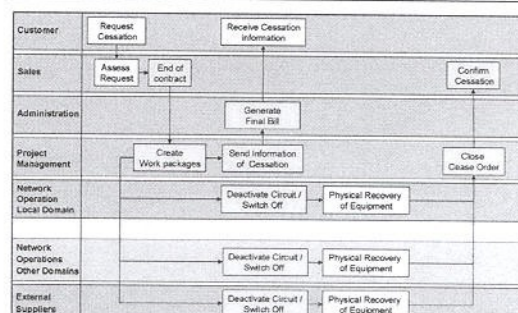 Customer
Request
Cessation
Receive Cessation
Information
Sales
Assess
Request
End of
contract
Confirm
Cessation
Administration
Generate
Final Bill
Project
Management
Create
Work packages
Send Information
of Cessation
Close
Cease Order
Network
Operation
Local Domain
Deactivate Circuit /
Switch Off
Physical Recovery
of Equipment
Network
Operations
Other Domains
Deactivate Circuit /
Switch Off
Physical Recovery
of Equipment
External
Suppliers
Deactivate Circuit /
Switch Off
Physical Recovery
of Equipment